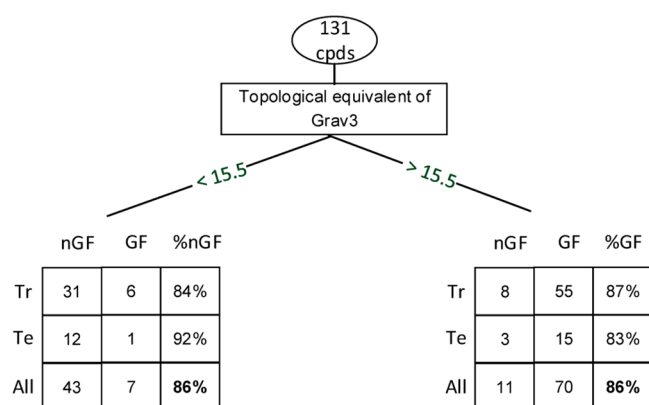 131
cpds
Topological equivalent of
Grav3
< 15.5
> 15.5
nGF GF %nGF
Tr 31 6 84%
Te 12 1 92%
All 43 7 86%
nGF GF %GF
Tr 8 55 87%
Te 3 15 83%
All 11 70 86%